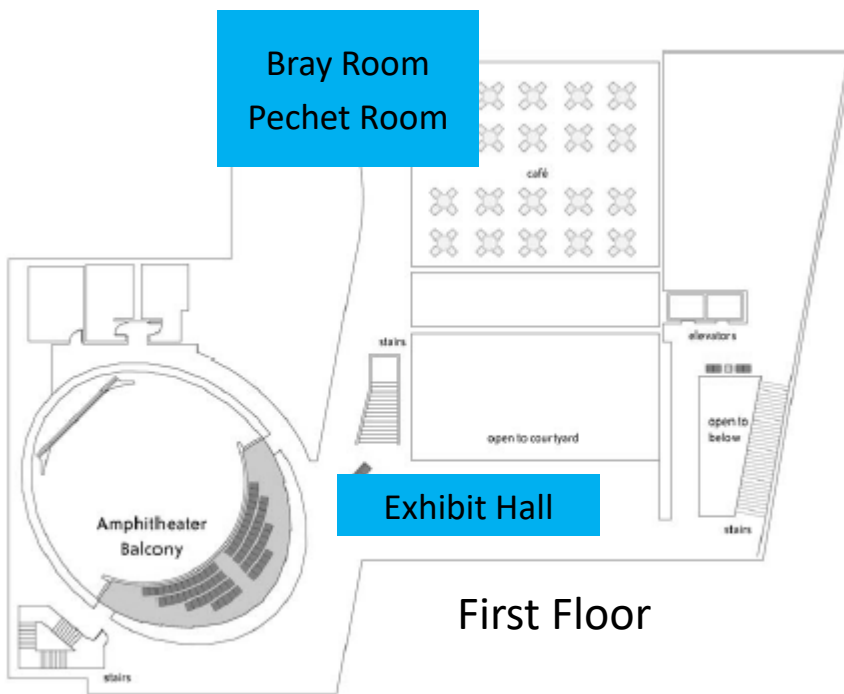 Bray Room
Pechet Room
café
stairs
elevators
open to courtyard
open to
below
Exhibit Hall
Amphitheater
Balcony
stairs
First Floor
stairs